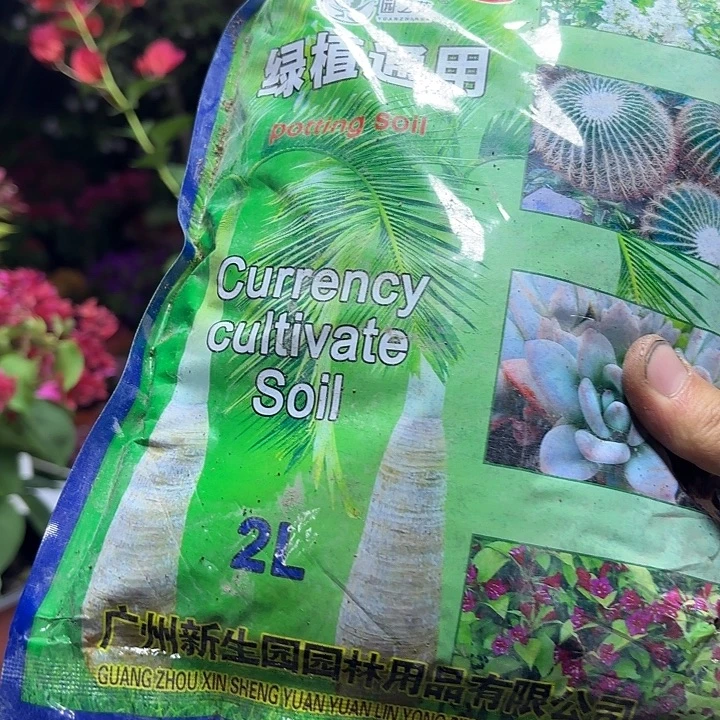 绿植通用
potting Soil
Currency
cultivate
Soil
2L
广州新生园园林用品有限公司
GUANG ZHOU XIN SHENG YUAN YUAN LIN YONG